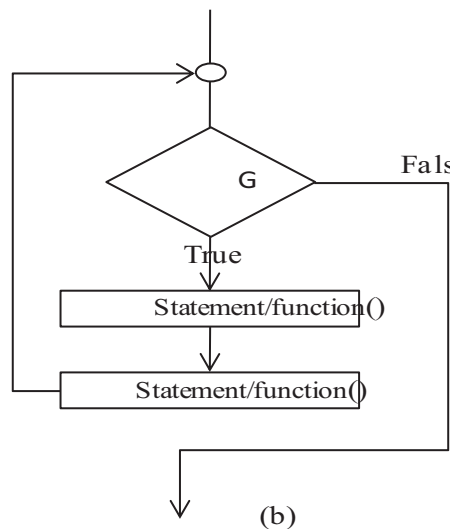 G
Fals
True
Statement/function()
Statement/function()
(b)